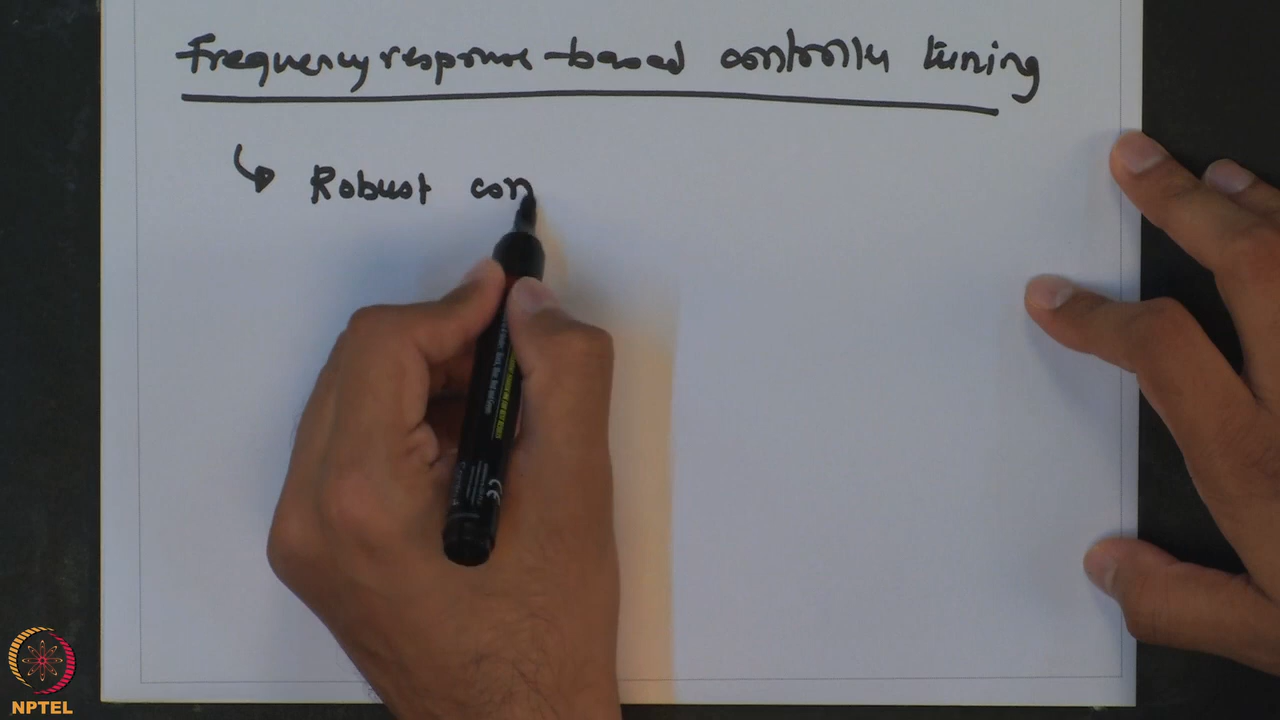 Frequency response-based controller tuning
↳ Robust con
NPTEL